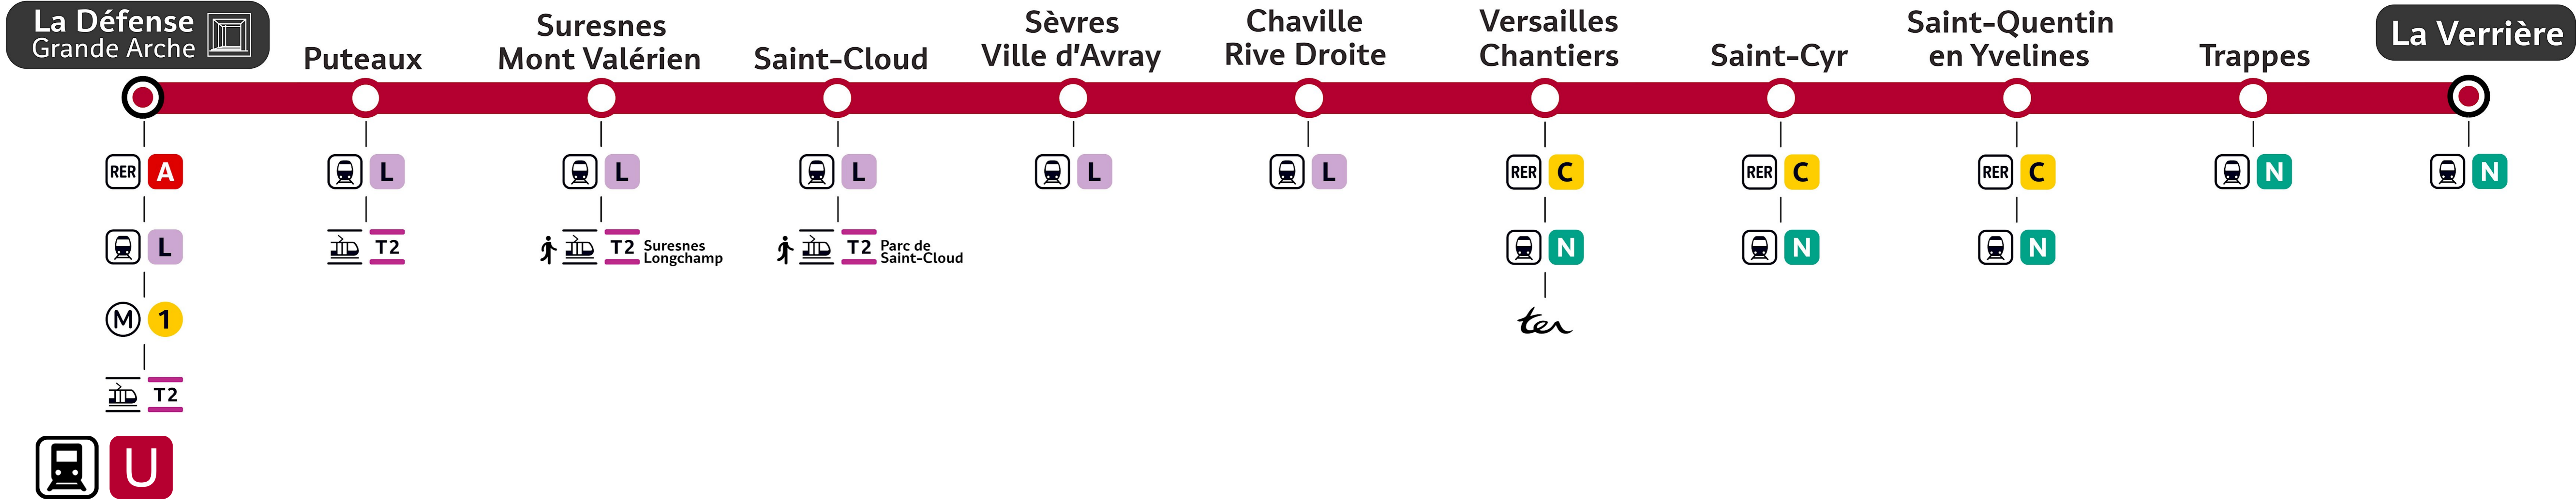 La Défense
Grande Arche
Puteaux
Suresnes
Mont Valérien
Saint-Cloud
Sèvres
Ville d'Avray
Chaville
Rive Droite
Versailles
Chantiers
Saint-Cyr
Saint-Quentin
en Yvelines
Trappes
La Verrière
RER A
L
L
L
L
L
RER C
RER C
RER C
N
N
L
T2
T2 Suresnes
Longchamp
T2 Parc de
Saint-Cloud
N
N
N
M 1
ter
T2
U